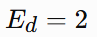 E_d = 2